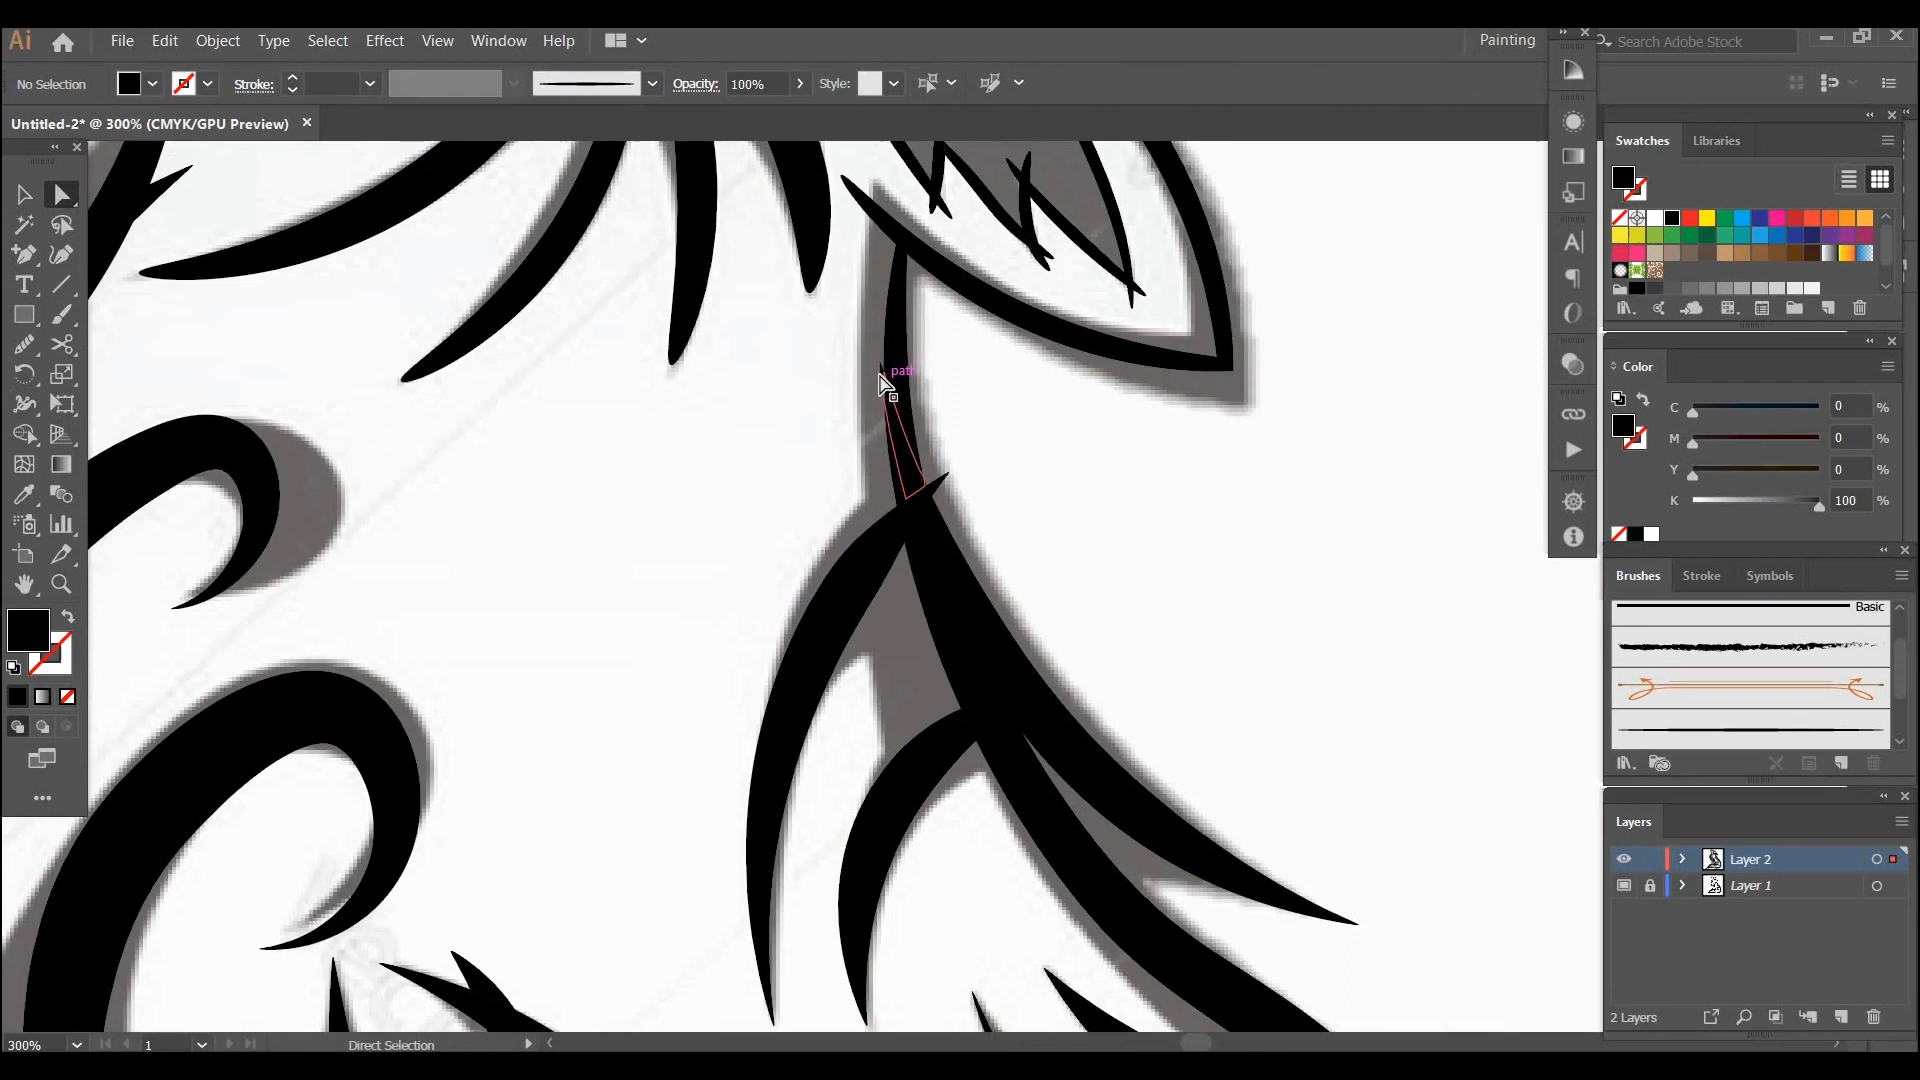 Ai File Edit Object Type Select Effect View Window Help Painting Search Adobe Stock
No Selection Stroke: Opacity: 100% Style:
Untitled-2* @ 300% (CMYK/GPU Preview)
Swatches Libraries
path
Color
C 0 %
M 0 %
Y 0 %
K 100 %
Brushes Stroke Symbols
Basic
Layers
Layer 2
Layer 1
2 Layers
300% 1 Direct Selection